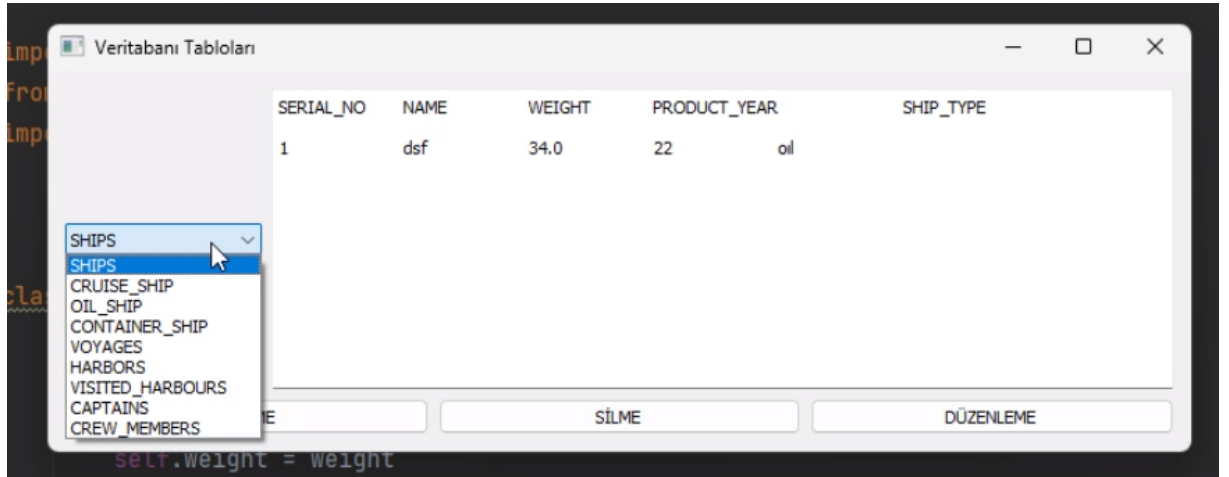 Veritabanı Tabloları
SERIAL_NO NAME WEIGHT PRODUCT_YEAR SHIP_TYPE
1 dsf 34.0 22 oıl
SHIPS
SHIPS
CRUISE_SHIP
OIL_SHIP
CONTAINER_SHIP
VOYAGES
HARBORS
VISITED_HARBOURS
CAPTAINS
CREW_MEMBERS
SİLME DÜZENLEME
self.weight = weight